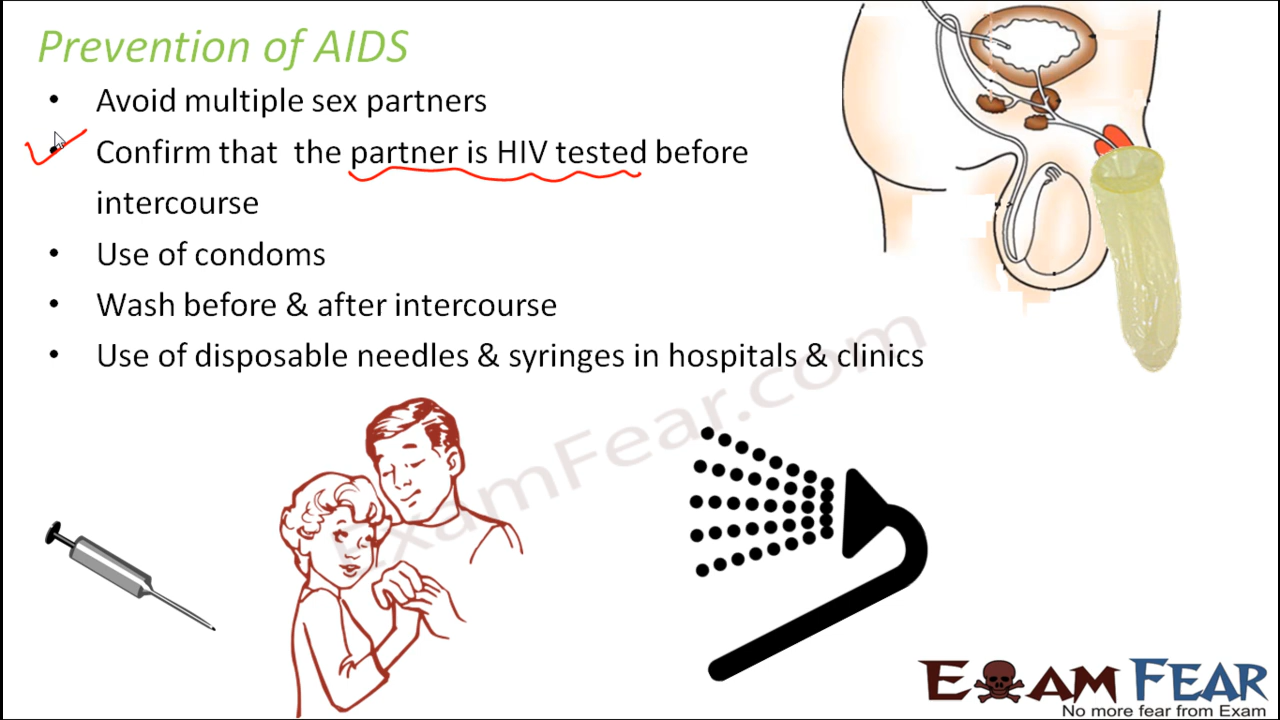 Prevention of AIDS
• Avoid multiple sex partners
• Confirm that the partner is HIV tested before
intercourse
• Use of condoms
• Wash before & after intercourse
• Use of disposable needles & syringes in hospitals & clinics
ExamFear.com
EXAM FEAR
No more fear from Exam